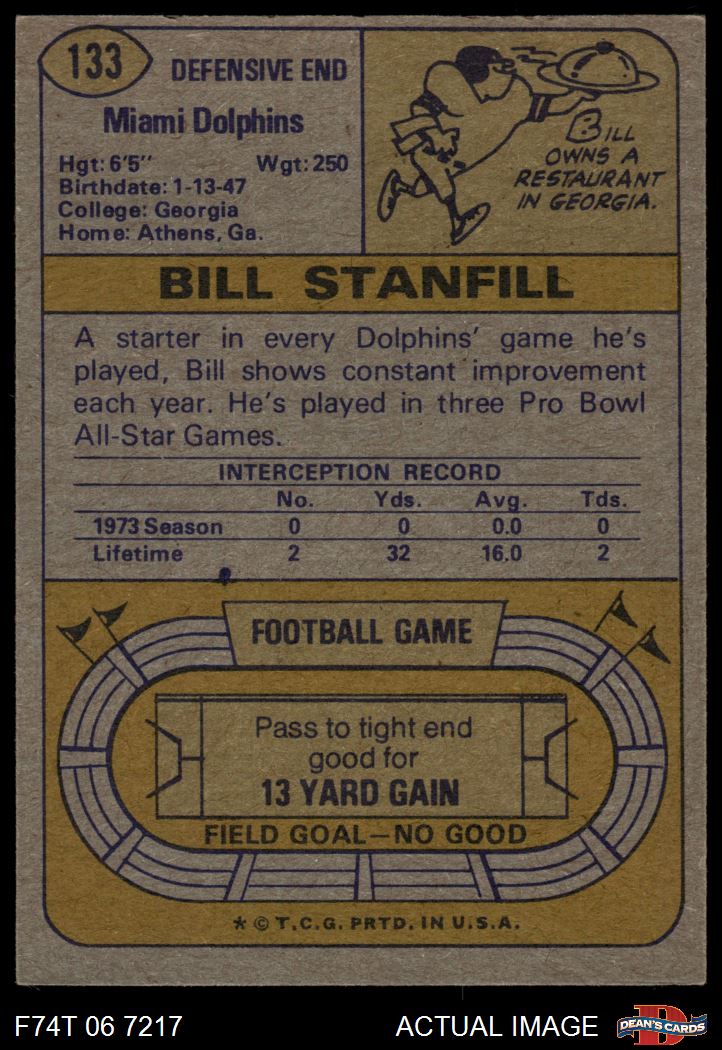 133
DEFENSIVE END
Miami Dolphins
Hgt: 6'5" Wgt: 250
Birthdate: 1-13-47
College: Georgia
Home: Athens, Ga.
BILL
OWNS A
RESTAURANT
IN GEORGIA.
BILL STANFILL
A starter in every Dolphins' game he's
played, Bill shows constant improvement
each year. He's played in three Pro Bowl
All-Star Games.
INTERCEPTION RECORD
No. Yds. Avg. Tds.
1973 Season 0 0 0.0 0
Lifetime 2 32 16.0 2
FOOTBALL GAME
Pass to tight end
good for
13 YARD GAIN
FIELD GOAL—NO GOOD
* © T.C.G. PRTD. IN U.S.A.
F74T 06 7217 ACTUAL IMAGE
D
DEAN'S CARDS